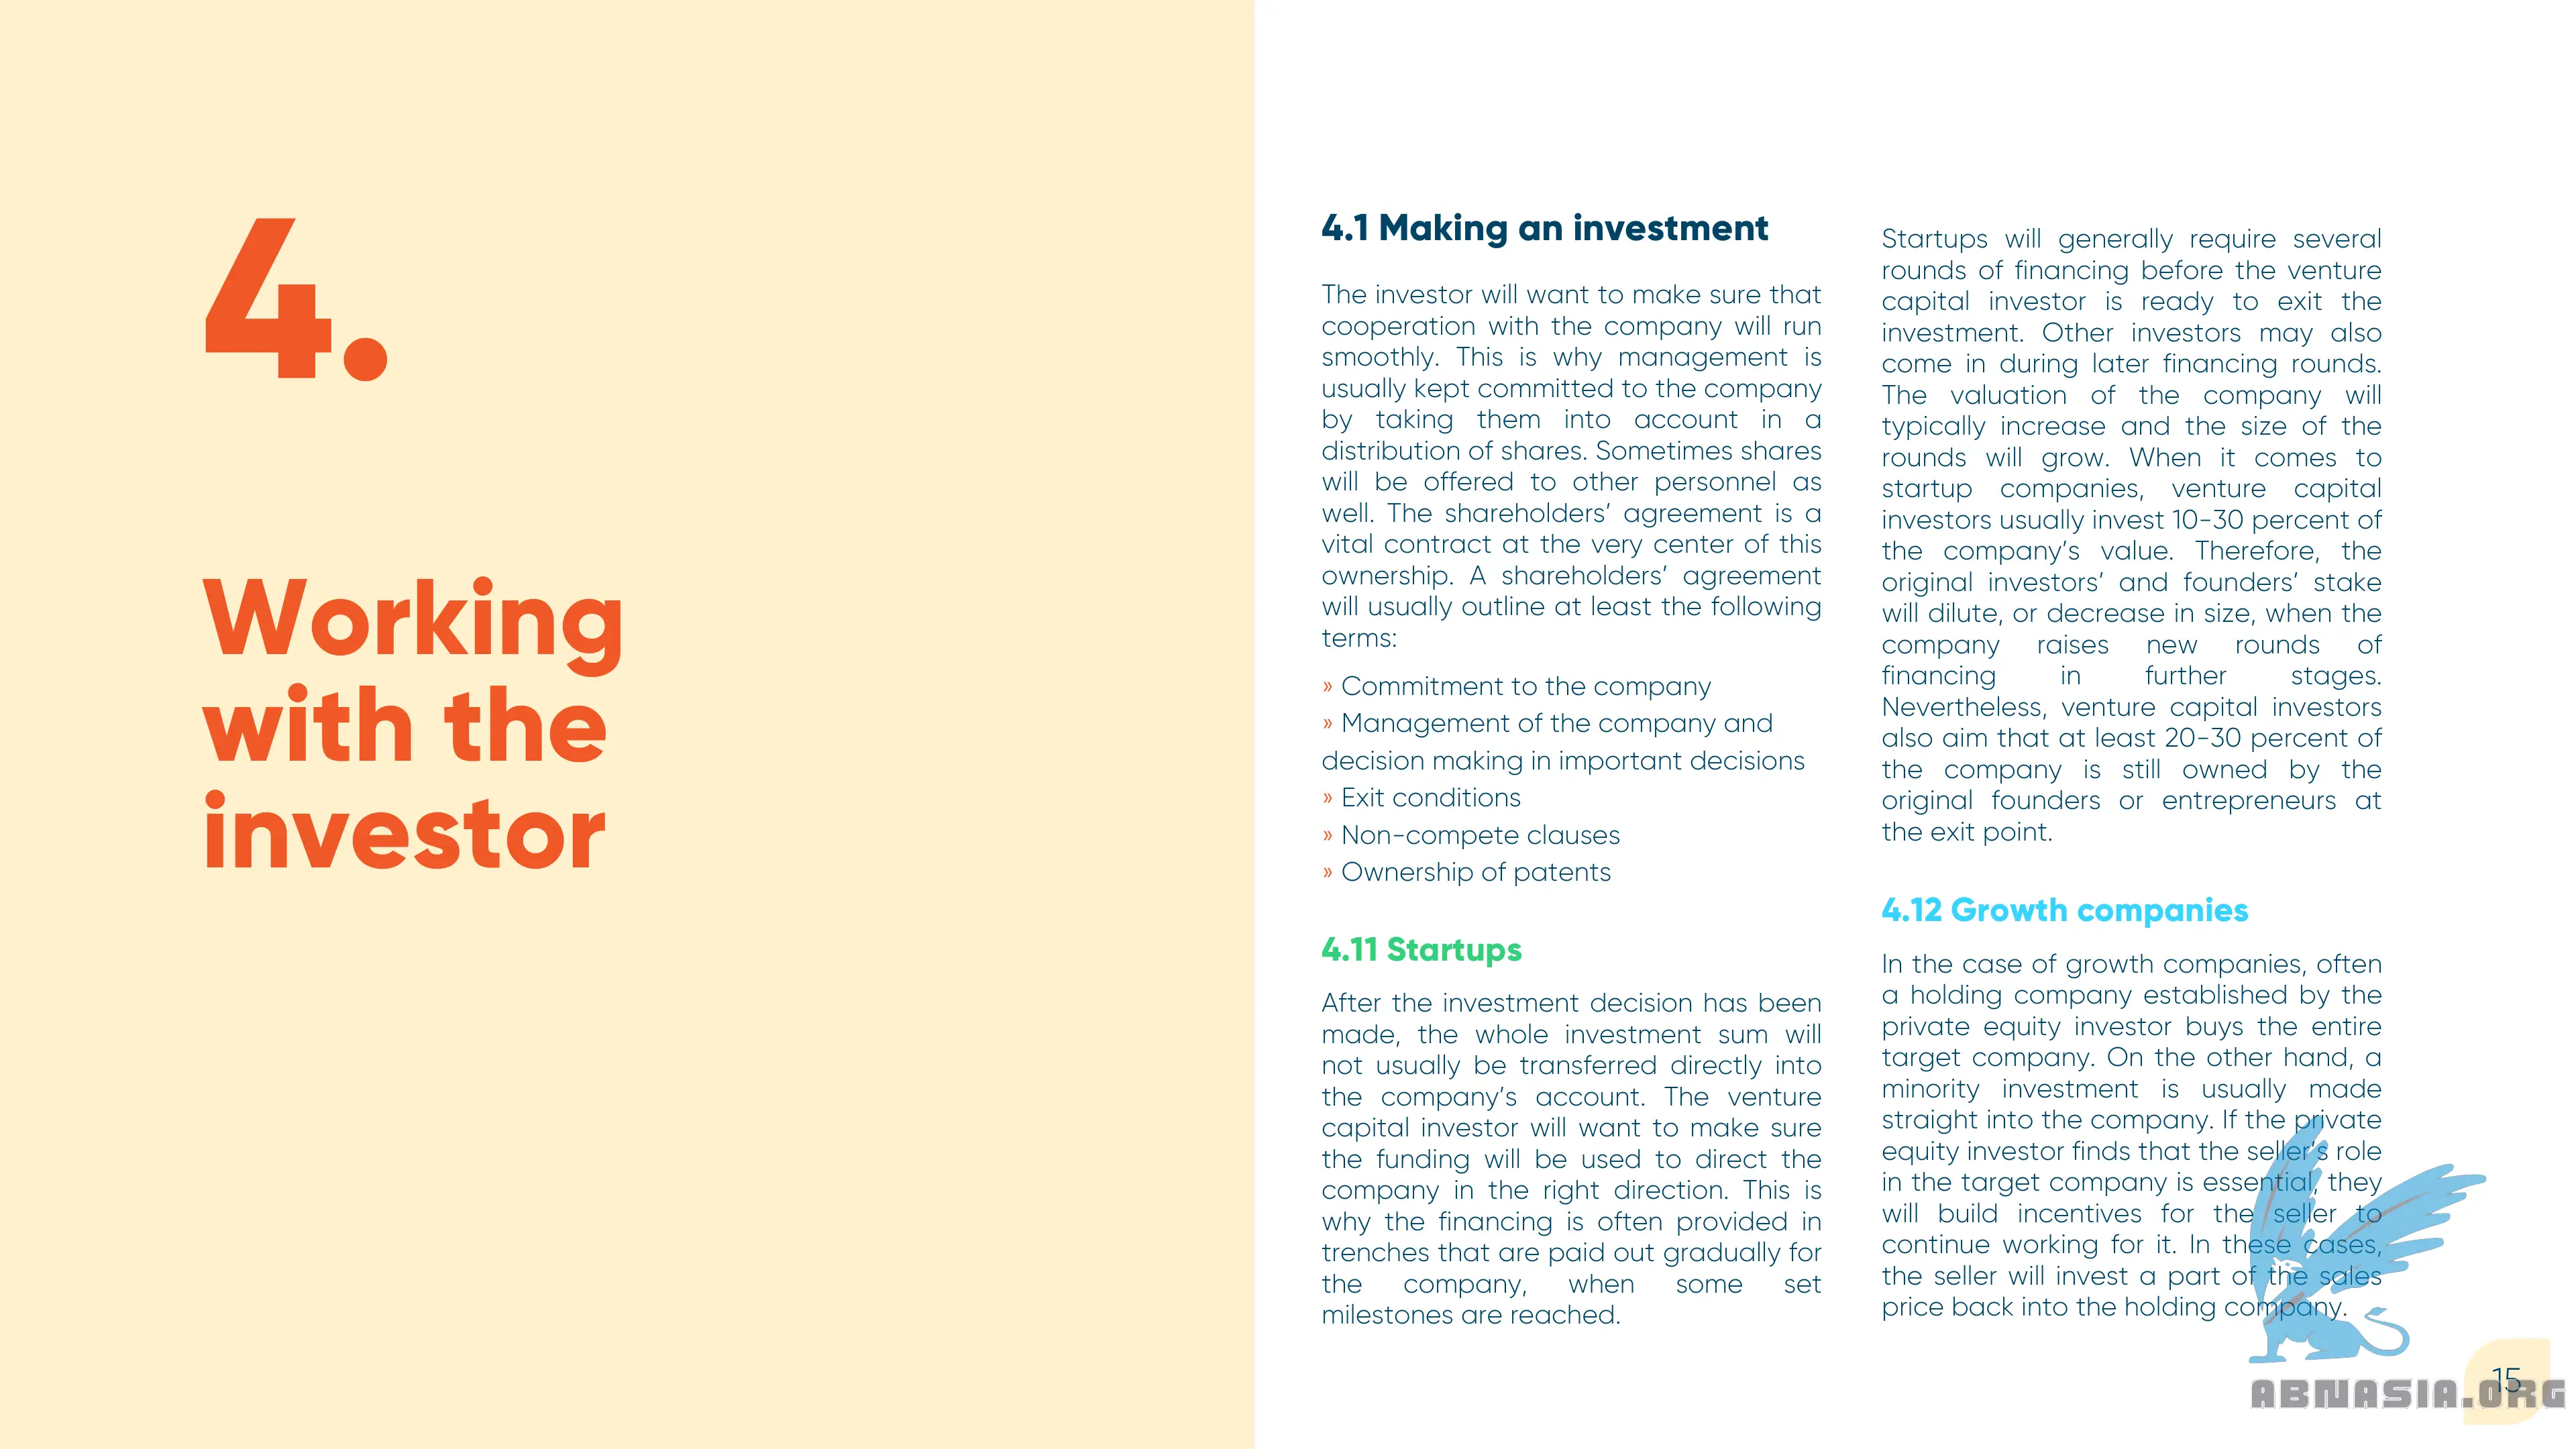 4.
Working
with the
investor
4.1 Making an investment
The investor will want to make sure that
cooperation with the company will run
smoothly. This is why management is
usually kept committed to the company
by taking them into account in a
distribution of shares. Sometimes shares
will be offered to other personnel as
well. The shareholders’ agreement is a
vital contract at the very center of this
ownership. A shareholders’ agreement
will usually outline at least the following
terms:
» Commitment to the company
» Management of the company and
decision making in important decisions
» Exit conditions
» Non-compete clauses
» Ownership of patents
4.11 Startups
After the investment decision has been
made, the whole investment sum will
not usually be transferred directly into
the company’s account. The venture
capital investor will want to make sure
the funding will be used to direct the
company in the right direction. This is
why the financing is often provided in
trenches that are paid out gradually for
the company, when some set
milestones are reached.
Startups will generally require several
rounds of financing before the venture
capital investor is ready to exit the
investment. Other investors may also
come in during later financing rounds.
The valuation of the company will
typically increase and the size of the
rounds will grow. When it comes to
startup companies, venture capital
investors usually invest 10-30 percent of
the company’s value. Therefore, the
original investors’ and founders’ stake
will dilute, or decrease in size, when the
company raises new rounds of
financing in further stages.
Nevertheless, venture capital investors
also aim that at least 20-30 percent of
the company is still owned by the
original founders or entrepreneurs at
the exit point.
4.12 Growth companies
In the case of growth companies, often
a holding company established by the
private equity investor buys the entire
target company. On the other hand, a
minority investment is usually made
straight into the company. If the private
equity investor finds that the seller’s role
in the target company is essential, they
will build incentives for the seller to
continue working for it. In these cases,
the seller will invest a part of the sales
price back into the holding company.
15
ABNASIA.ORG